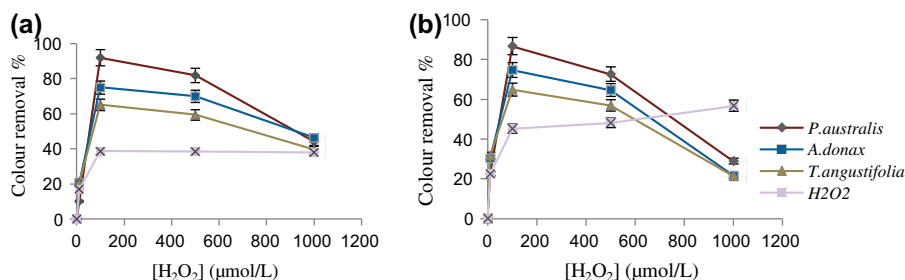 (a)
Colour removal %
100
80
60
40
20
0
0 200 400 600 800 1000 1200
[H₂O₂] (µmol/L)
(b)
Colour removal %
100
80
60
40
20
0
0 200 400 600 800 1000 1200
[H₂O₂] (µmol/L)
P.australis
A.donax
T.angustifolia
H2O2